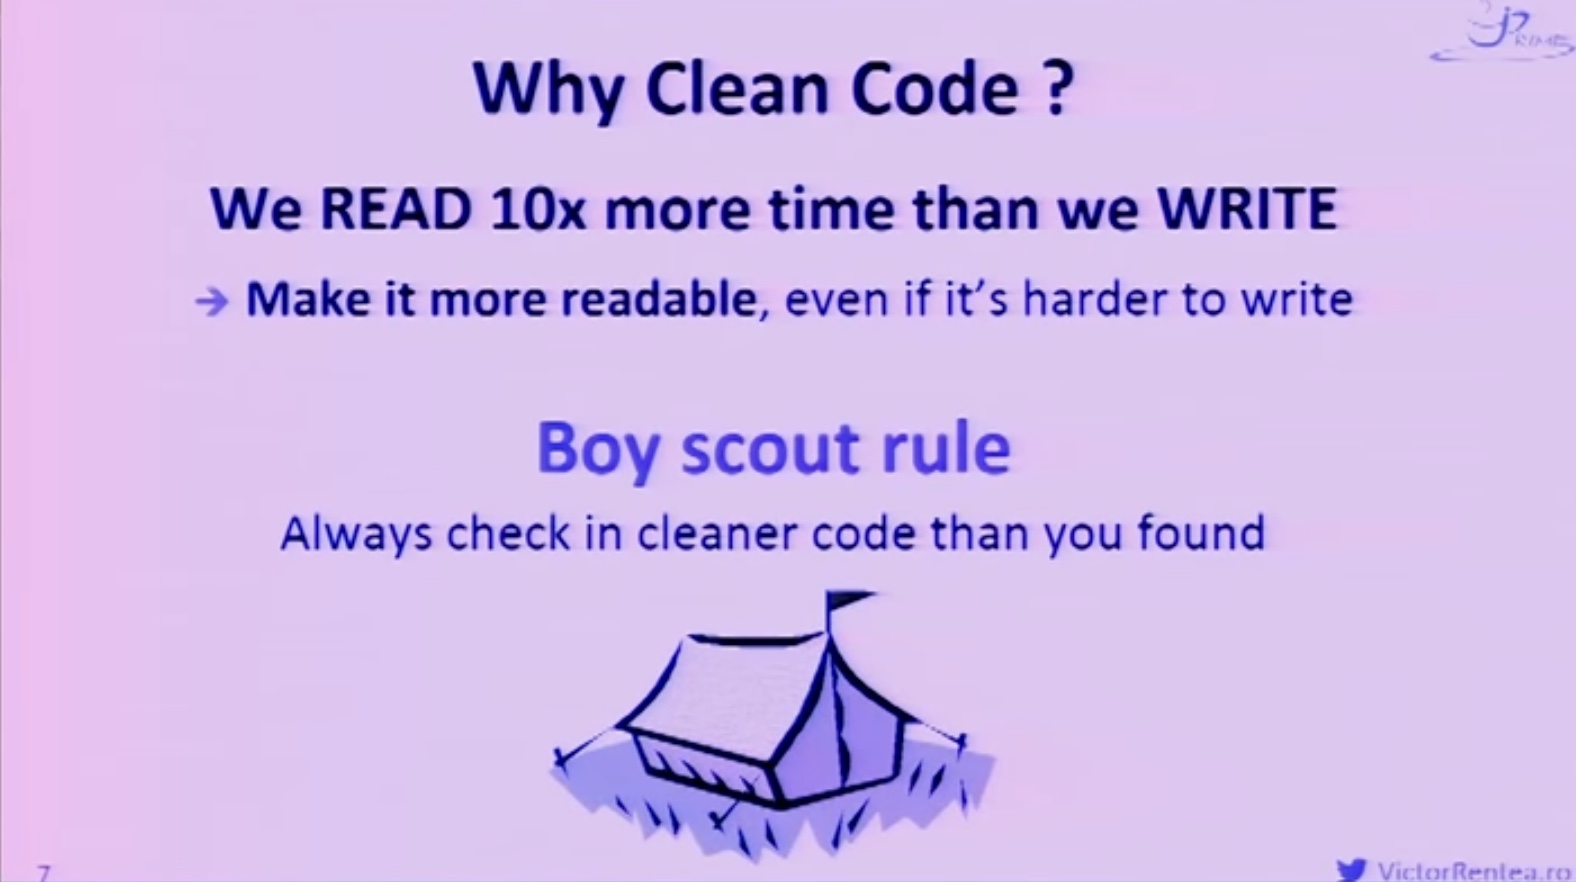 Why Clean Code ?
We READ 10x more time than we WRITE
→ Make it more readable, even if it's harder to write
Boy scout rule
Always check in cleaner code than you found
7
VictorRentea.ro